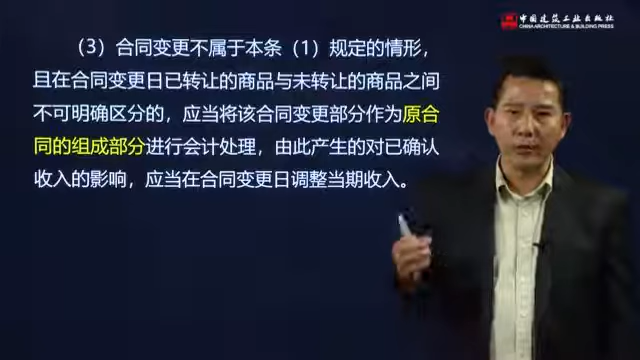 中国建筑工业出版社
CHINA ARCHITECTURE & BUILDING PRESS
（3）合同变更不属于本条（1）规定的情形，
且在合同变更日已转让的商品与未转让的商品之间
不可明确区分的，应当将该合同变更部分作为原合
同的组成部分进行会计处理，由此产生的对已确认
收入的影响，应当在合同变更日调整当期收入。